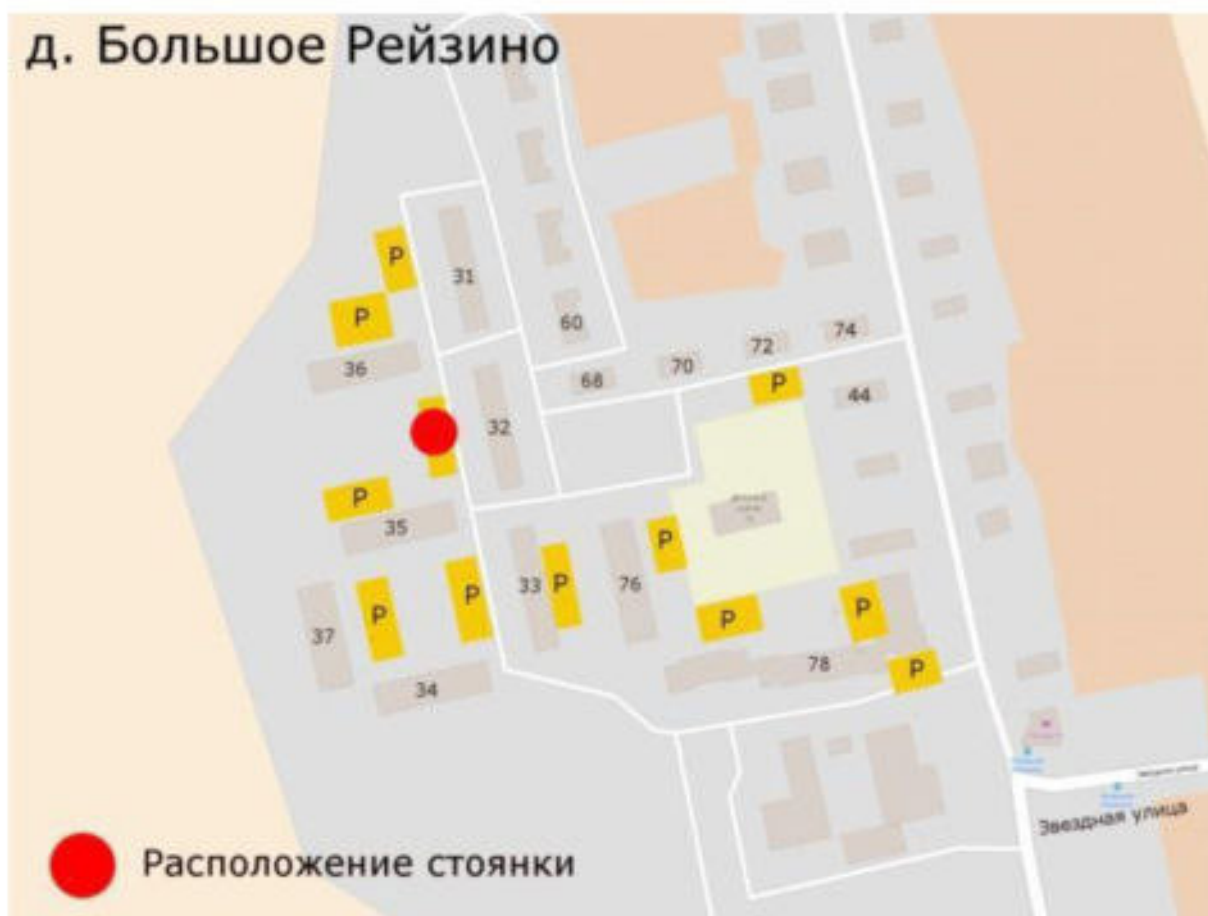 д. Большое Рейзино
P
31
P
60
74
72
36
70
68
P
44
32
P
35
P
33
P
76
P
P
37
P
P
78
P
34
Звездная улица
Расположение стоянки